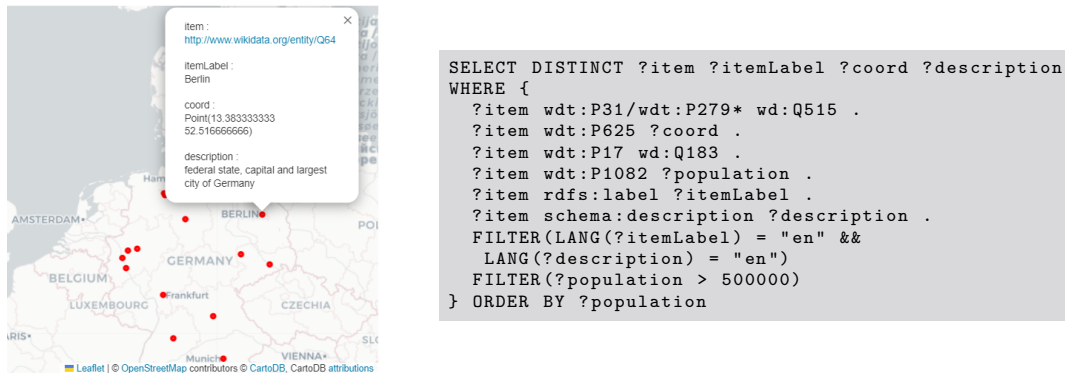 item :
http://www.wikidata.org/entity/Q64
itemLabel :
Berlin
coord :
Point(13.383333333
52.516666666)
description :
federal state, capital and largest
city of Germany
×
Ham
AMSTERDAM
BERLIN
PO
GERMANY
BELGIUM
Frankfurt
LUXEMBOURG
CZECHIA
ARIS
SLO
Munich
VIENNA
Leaflet | © OpenStreetMap contributors © CartoDB, CartoDB attributions
SELECT DISTINCT ?item ?itemLabel ?coord ?description
WHERE {
?item wdt:P31/wdt:P279* wd:Q515 .
?item wdt:P625 ?coord .
?item wdt:P17 wd:Q183 .
?item wdt:P1082 ?population .
?item rdfs:label ?itemLabel .
?item schema:description ?description .
FILTER(LANG(?itemLabel) = "en" &&
LANG(?description) = "en")
FILTER(?population > 500000)
} ORDER BY ?population